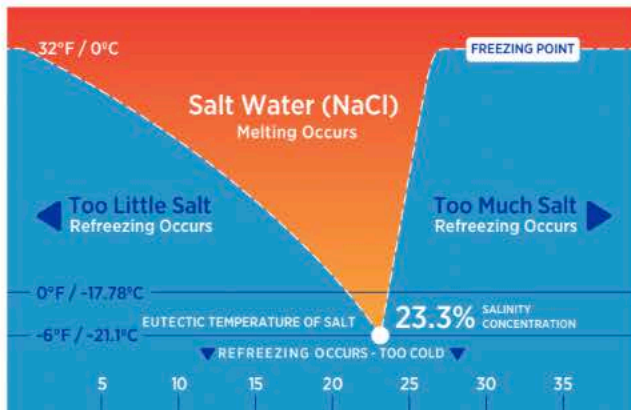 32°F / 0°C
FREEZING POINT
Salt Water (NaCl)
Melting Occurs
Too Little Salt
Refreezing Occurs
Too Much Salt
Refreezing Occurs
0°F / -17.78°C
EUTECTIC TEMPERATURE OF SALT
23.3%
SALINITY
CONCENTRATION
-6°F / -21.1°C
REFREEZING OCCURS - TOO COLD
5 10 15 20 25 30 35